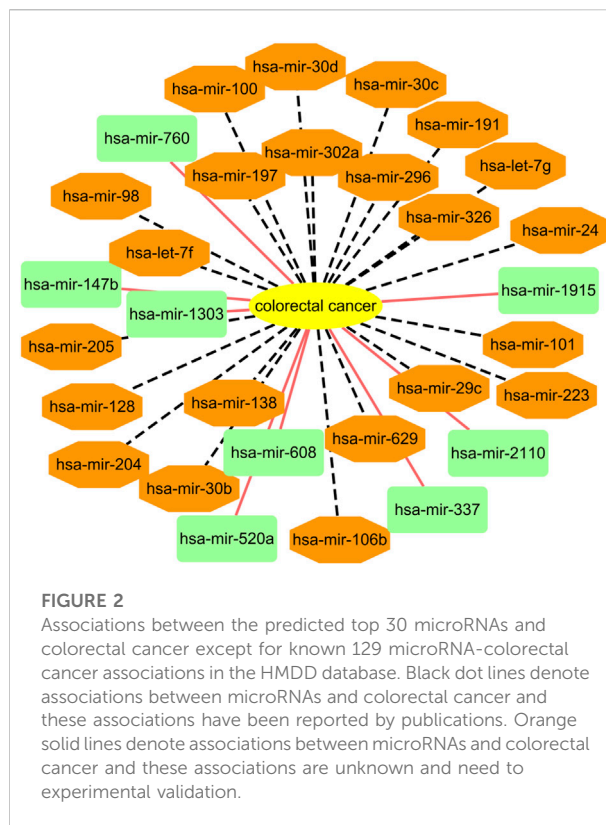 hsa-mir-30d
hsa-mir-100
hsa-mir-30c
hsa-mir-760
hsa-mir-191
hsa-mir-302a
hsa-mir-197
hsa-mir-296
hsa-let-7g
hsa-mir-98
hsa-mir-326
hsa-mir-24
hsa-let-7f
hsa-mir-147b
hsa-mir-1915
hsa-mir-1303
colorectal cancer
hsa-mir-205
hsa-mir-101
hsa-mir-29c
hsa-mir-223
hsa-mir-128
hsa-mir-138
hsa-mir-629
hsa-mir-608
hsa-mir-2110
hsa-mir-204
hsa-mir-30b
hsa-mir-337
hsa-mir-520a
hsa-mir-106b
FIGURE 2
Associations between the predicted top 30 microRNAs and
colorectal cancer except for known 129 microRNA-colorectal
cancer associations in the HMDD database. Black dot lines denote
associations between microRNAs and colorectal cancer and
these associations have been reported by publications. Orange
solid lines denote associations between microRNAs and colorectal
cancer and these associations are unknown and need to
experimental validation.